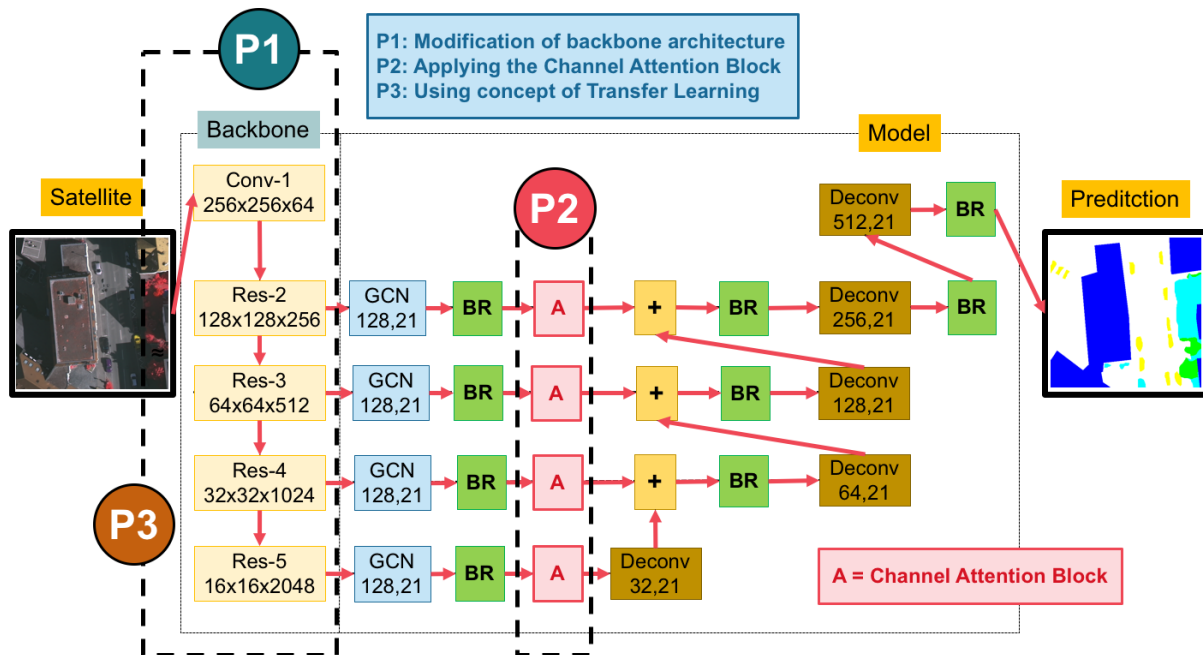 P1
P1: Modification of backbone architecture
P2: Applying the Channel Attention Block
P3: Using concept of Transfer Learning
Backbone
Model
Satellite
Conv-1
256x256x64
P2
Deconv
512,21
BR
Preditction
Res-2
128x128x256
GCN
128,21
BR
A
+
BR
Deconv
256,21
BR
≈
Res-3
64x64x512
GCN
128,21
BR
A
+
BR
Deconv
128,21
Res-4
32x32x1024
GCN
128,21
BR
A
+
BR
Deconv
64,21
P3
Res-5
16x16x2048
GCN
128,21
BR
A
Deconv
32,21
A = Channel Attention Block